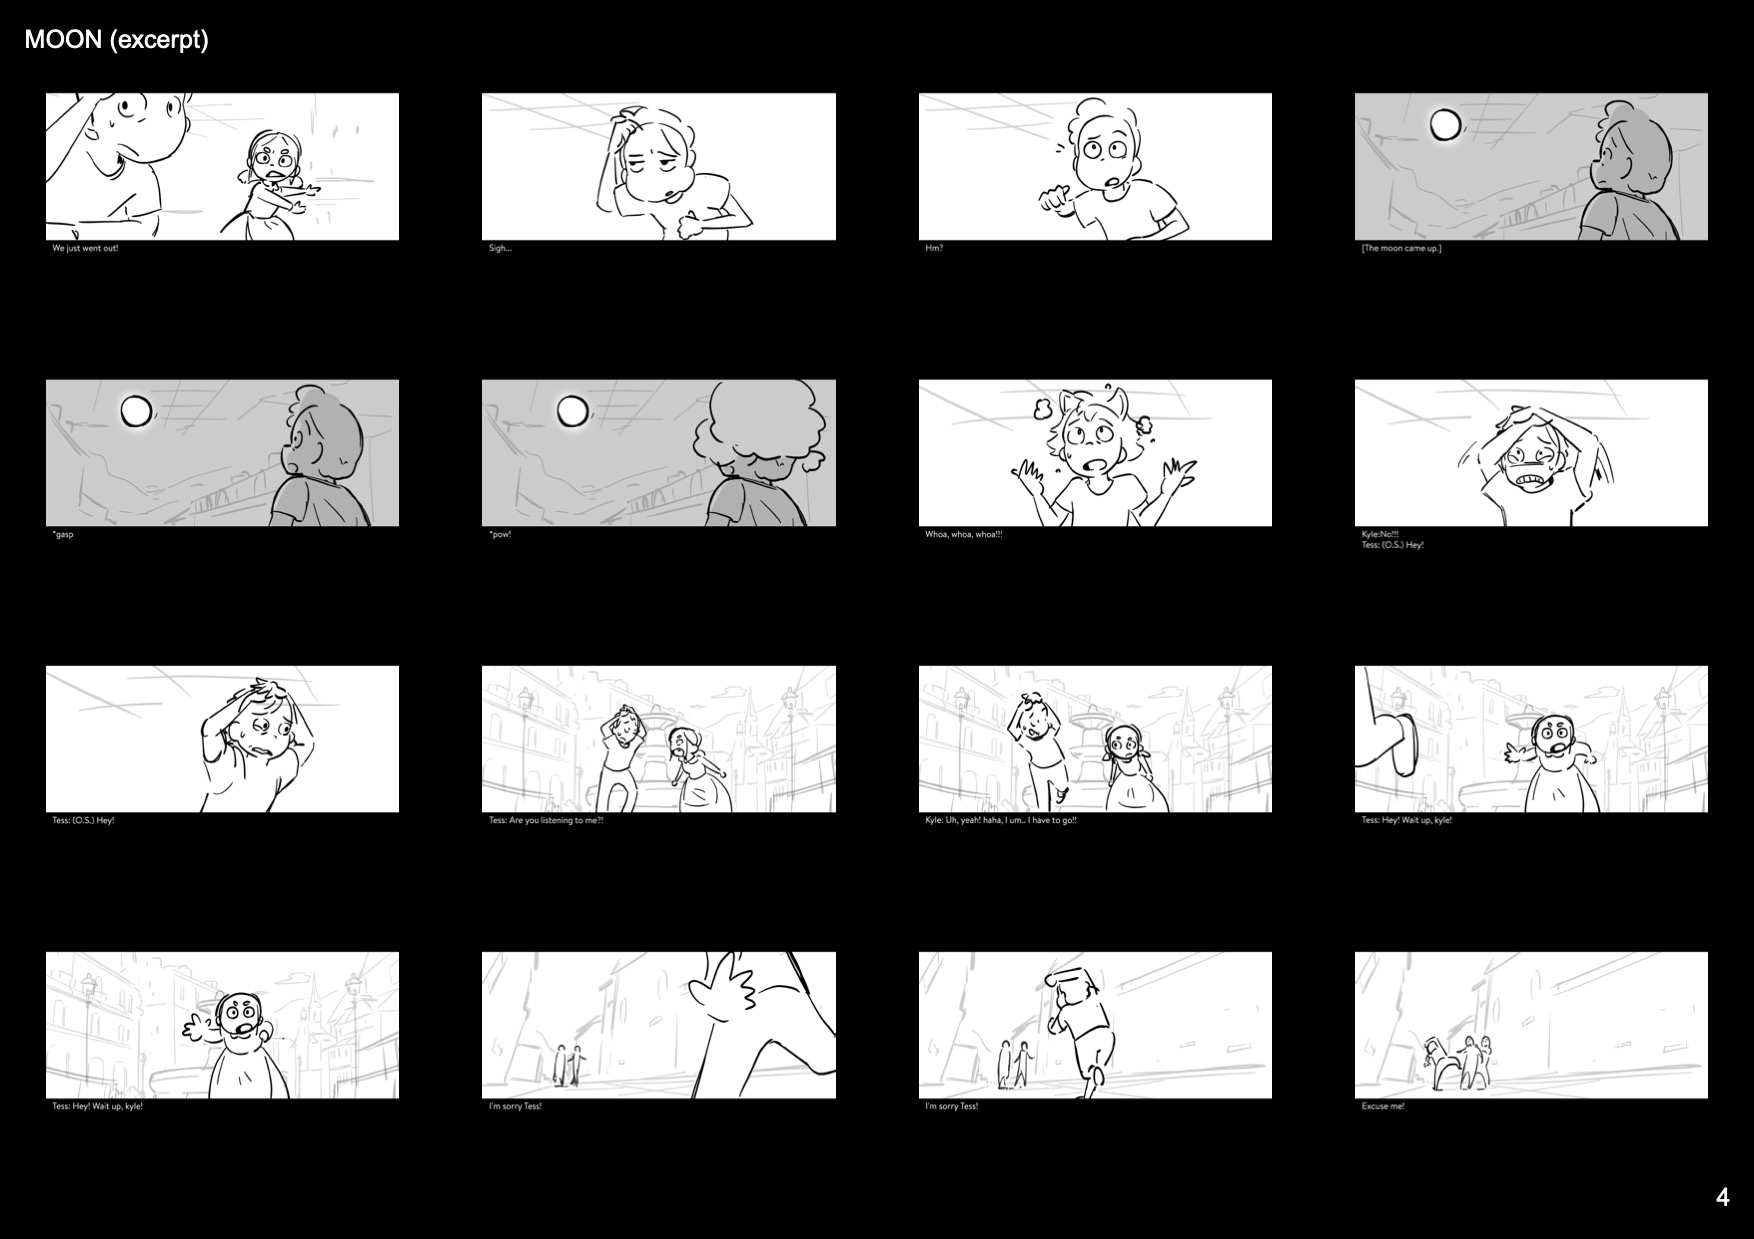 MOON (excerpt)
We just went out!
Sigh...
Hm?
[The moon came up.]
*gasp
*pow!
Whoa, whoa, whoa!!!
Kyle:No!!!
Tess: (O.S.) Hey!
Tess: (O.S.) Hey!
Tess: Are you listening to me?!
Kyle: Uh, yeah! haha, I um.. I have to go!!
Tess: Hey! Wait up, kyle!
Tess: Hey! Wait up, kyle!
I'm sorry Tess!
I'm sorry Tess!
Excuse me!
4